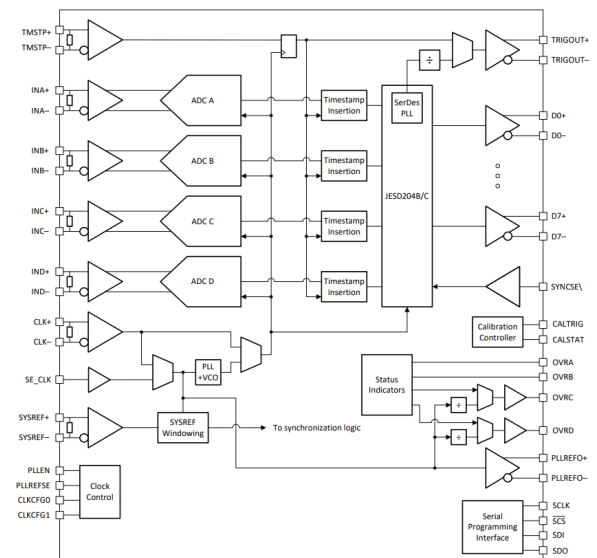 TMSTP+
TMSTP–
TRIGOUT+
TRIGOUT–
÷
INA+
INA–
ADC A
Timestamp
Insertion
SerDes
PLL
D0+
D0–
INB+
INB–
ADC B
Timestamp
Insertion
JESD204B/C
INC+
INC–
ADC C
Timestamp
Insertion
D7+
D7–
IND+
IND–
ADC D
Timestamp
Insertion
SYNCSE\
CLK+
CLK–
Calibration
Controller
CALTRIG
CALSTAT
SE_CLK
PLL
+VCO
Status
Indicators
OVRA
OVRB
OVRC
÷
OVRD
÷
SYSREF+
SYSREF–
SYSREF
Windowing
To synchronization logic
PLLREFO+
PLLREFO–
PLLEN
PLLREFSE
CLKCFG0
CLKCFG1
Clock
Control
Serial
Programming
Interface
SCLK
SCS
SDI
SDO